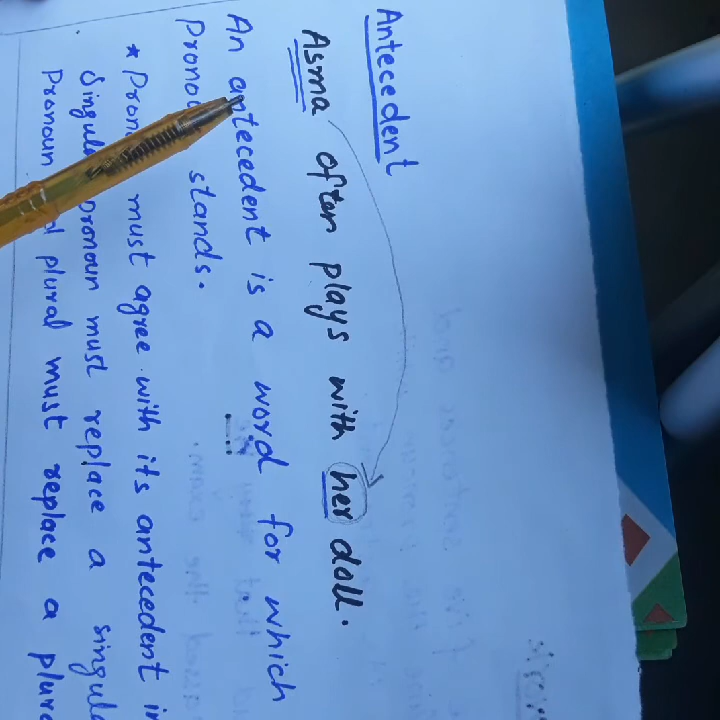 Antecedent
Asma often plays with her doll.
An antecedent is a word for which
stands.
* must agree with its antecedent
pronoun must replace a
Pronoun plural must replace a